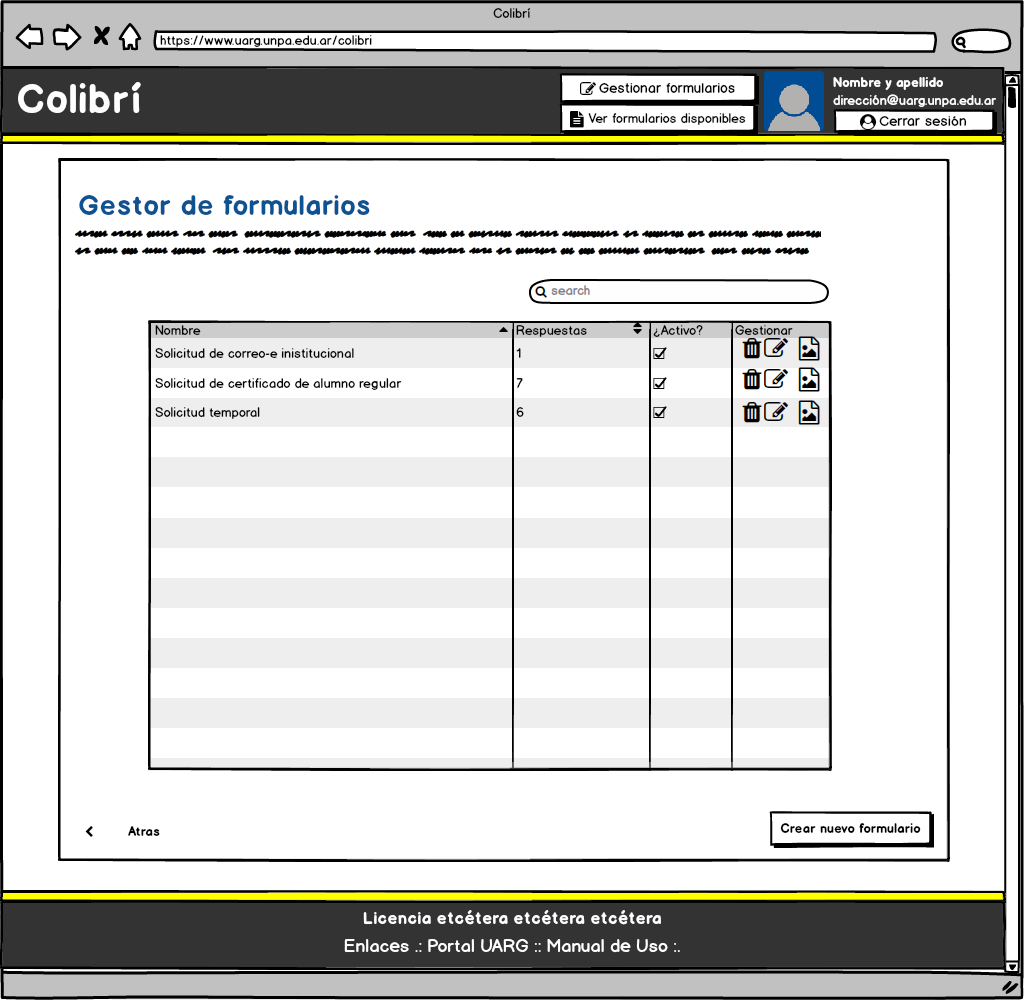 Colibrí
https://www.uarg.unpa.edu.ar/colibri
Colibrí
Gestionar formularios
Ver formularios disponibles
Nombre y apellido
dirección@uarg.unpa.edu.ar
Cerrar sesión
Gestor de formularios
search
Nombre Respuestas ¿Activo? Gestionar
Solicitud de correo-e inistitucional 1
Solicitud de certificado de alumno regular 7
Solicitud temporal 6
Atras
Crear nuevo formulario
Licencia etcétera etcétera etcétera
Enlaces .: Portal UARG :: Manual de Uso :.